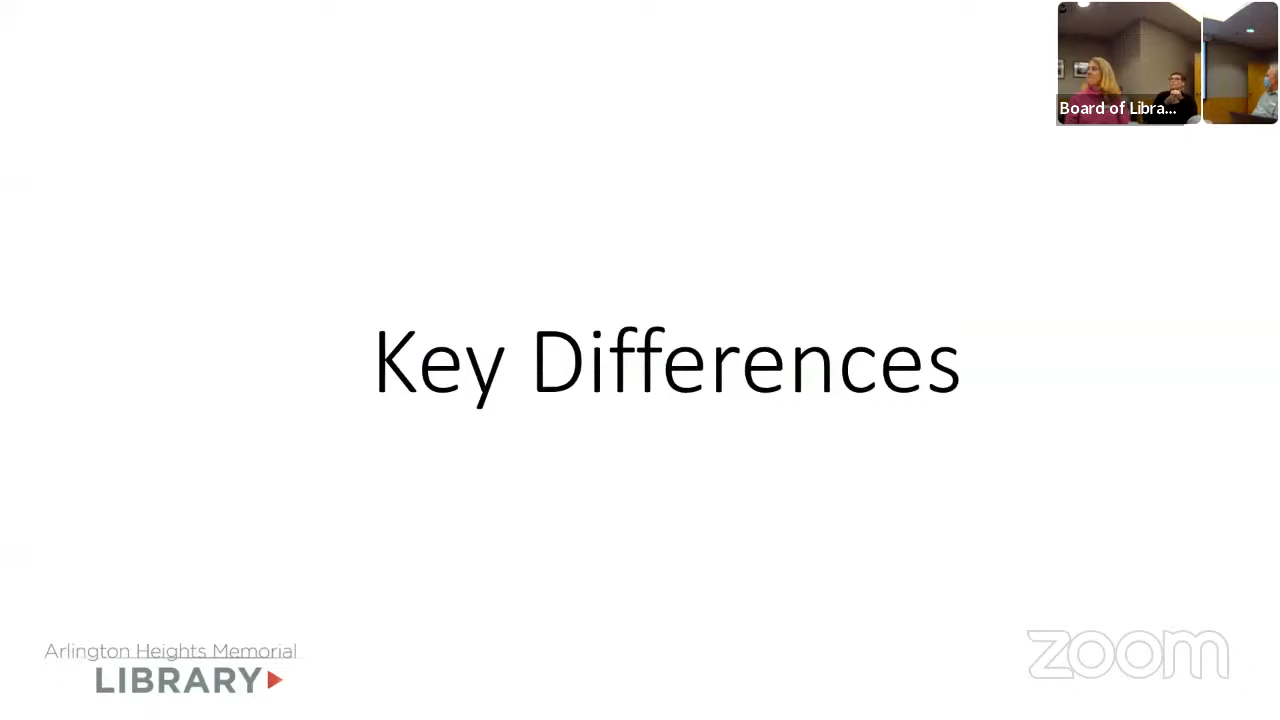 Board of Libra...
Key Differences
Arlington Heights Memorial
LIBRARY
zoom